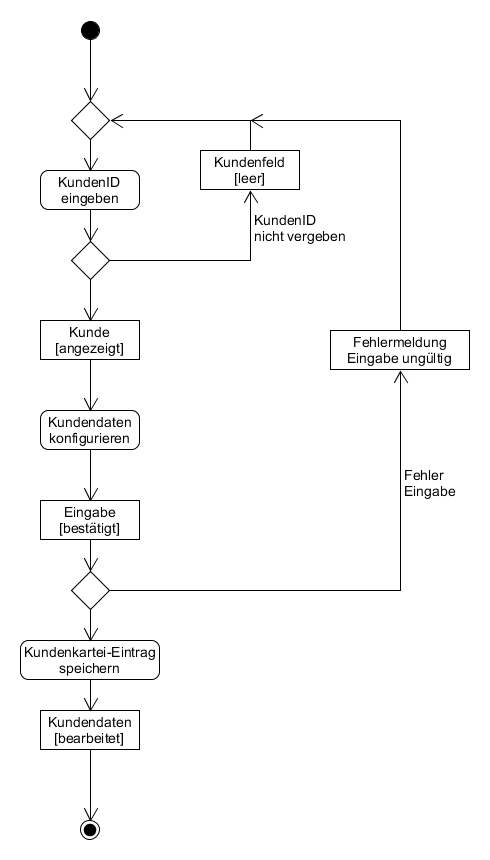 Kundenfeld
[leer]
KundenID
eingeben
KundenID
nicht vergeben
Kunde
[angezeigt]
Fehlermeldung
Eingabe ungültig
Kundendaten
konfigurieren
Fehler
Eingabe
Eingabe
[bestätigt]
Kundenkartei-Eintrag
speichern
Kundendaten
[bearbeitet]